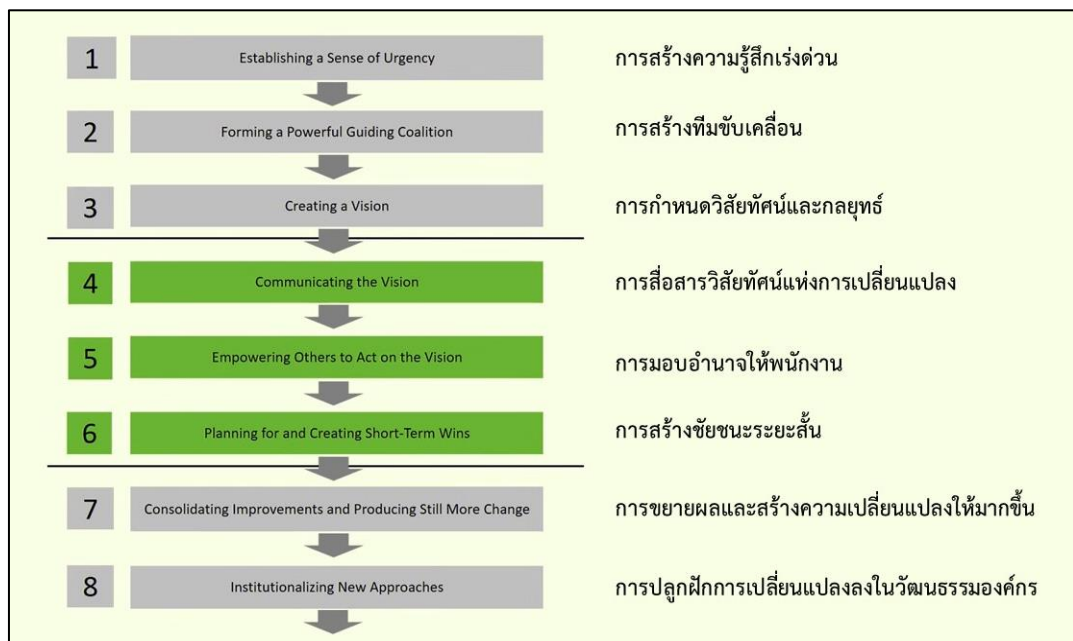 1 Establishing a Sense of Urgency การสร้างความรู้สึกเร่งด่วน
2 Forming a Powerful Guiding Coalition การสร้างทีมขับเคลื่อน
3 Creating a Vision การกำหนดวิสัยทัศน์และกลยุทธ์
4 Communicating the Vision การสื่อสารวิสัยทัศน์แห่งการเปลี่ยนแปลง
5 Empowering Others to Act on the Vision การมอบอำนาจให้พนักงาน
6 Planning for and Creating Short-Term Wins การสร้างชัยชนะระยะสั้น
7 Consolidating Improvements and Producing Still More Change การขยายผลและสร้างความเปลี่ยนแปลงให้มากขึ้น
8 Institutionalizing New Approaches การปลูกฝักการเปลี่ยนแปลงลงในวัฒนธรรมองค์กร